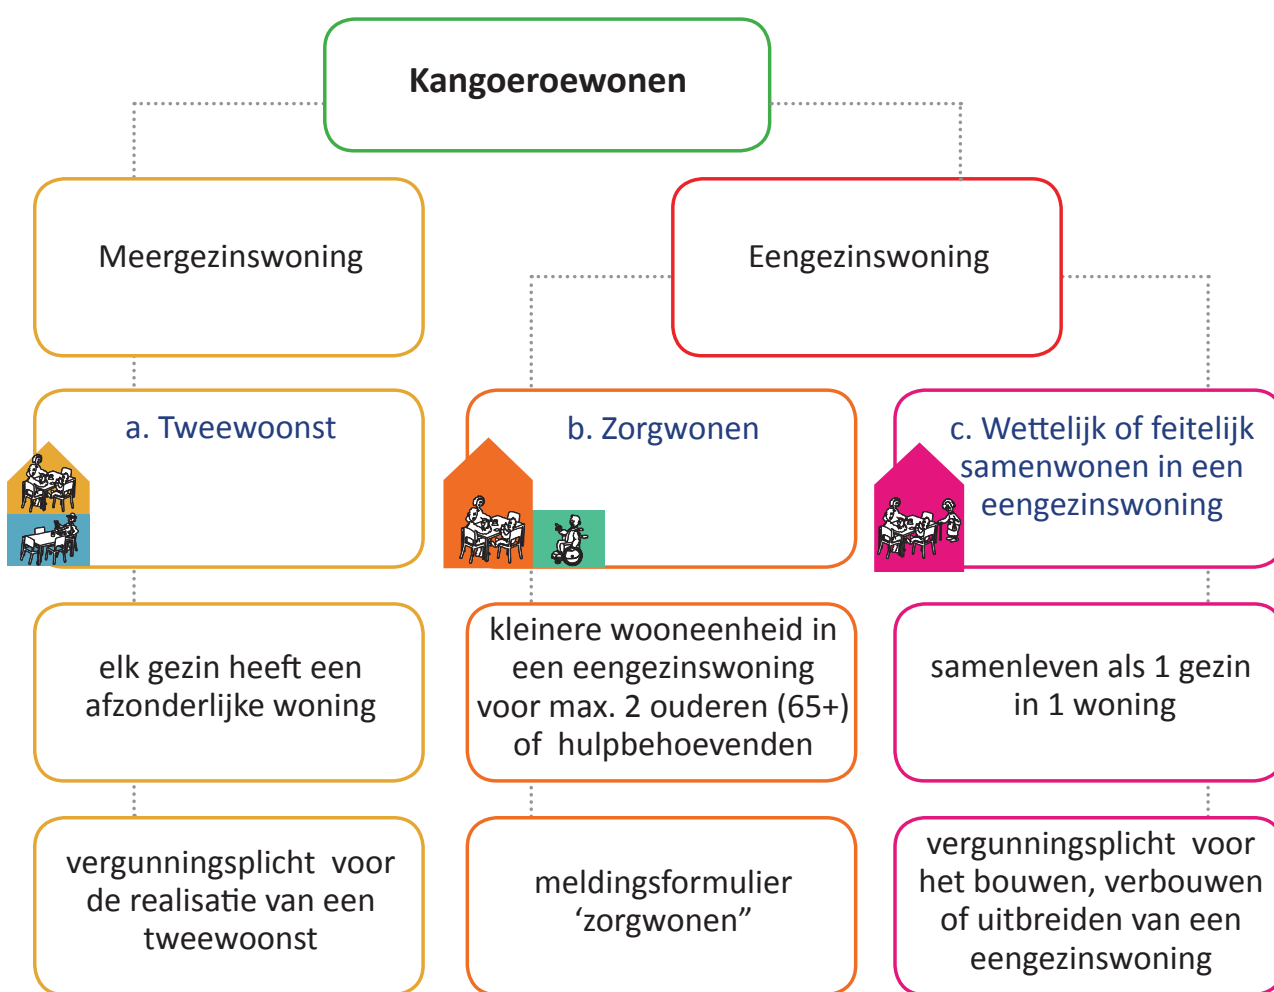 Kangoeroewonen
Meergezinswoning
Eengezinswoning
a. Tweewoonst
b. Zorgwonen
c. Wettelijk of feitelijk
samenwonen in een
eengezinswoning
elk gezin heeft een
afzonderlijke woning
kleinere wooneenheid in
een eengezinswoning
voor max. 2 ouderen (65+)
of hulpbehoevenden
samenleven als 1 gezin
in 1 woning
vergunningsplicht voor
de realisatie van een
tweewoonst
meldingsformulier
‘zorgwonen”
vergunningsplicht voor
het bouwen, verbouwen
of uitbreiden van een
eengezinswoning